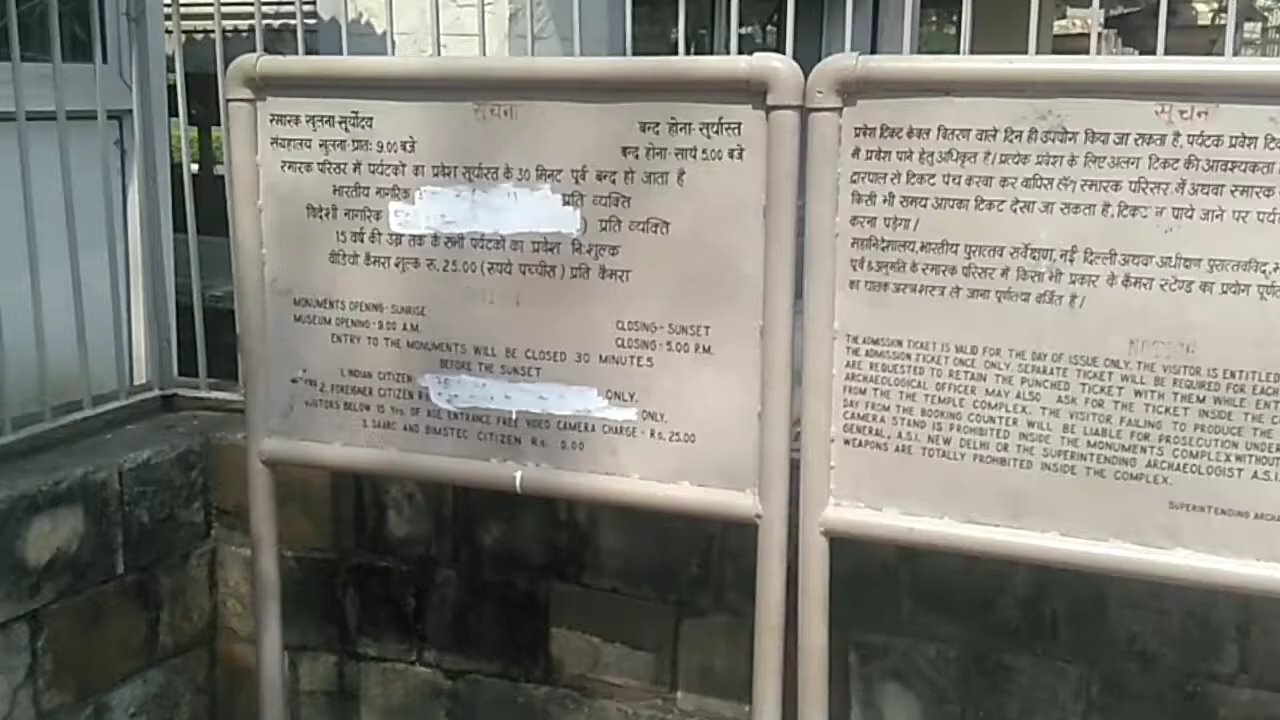 सूचना
स्मारक खुलना-सूर्योदय बन्द होना-सूर्यास्त
संग्रहालय खुलना-प्रातः 9.00 बजे बन्द होना-सायं 5.00 बजे
स्मारक परिसर में पर्यटकों का प्रवेश सूर्यास्त के 30 मिनट पूर्व बन्द हो जाता है
भारतीय नागरिक प्रति व्यक्ति
विदेशी नागरिक ) प्रति व्यक्ति
15 वर्ष की उम्र तक के सभी पर्यटकों का प्रवेश निःशुल्क
वीडियो कैमरा शुल्क रू. 25.00 (रुपये पच्चीस) प्रति कैमरा
MONUMENTS OPENING-SUNRISE CLOSING-SUNSET
MUSEUM OPENING-9.00 A.M. CLOSING-5.00 P.M.
ENTRY TO THE MONUMENTS WILL BE CLOSED 30 MINUTES
BEFORE THE SUNSET
1. INDIAN CITIZEN ONLY.
2. FOREIGNER CITIZEN ONLY.
VISITORS BELOW 15 Yrs. OF AGE ENTRANCE FREE VIDEO CAMERA CHARGE - Rs. 25.00
3. SAARC AND BIMSTEC CITIZEN Rs.
सूचना
प्रवेश टिकट केवल वितरण वाले दिन ही उपयोग किया जा सकता है, पर्यटक प्रवेश
में प्रवेश पाने हेतु अधिकृत है। प्रत्येक प्रवेश के लिए अलग टिकट की आवश्यकता
द्वारपाल से टिकट पंच करवा कर वापिस लें। स्मारक परिसर में अथवा स्मारक
किसी भी समय आपका टिकट देखा जा सकता है, टिकट न पाये जाने पर
करना पड़ेगा।
महानिदेशालय, भारतीय पुरातत्व सर्वेक्षण, नई दिल्ली अथवा अधीक्षण पुरातत्वविद्,
पूर्व अनुमति के स्मारक परिसर में किसी भी प्रकार के कैमरा स्टैण्ड का प्रयोग
का घातक अस्त्र शस्त्र ले जाना पूर्णतया वर्जित है।
NOTICE
THE ADMISSION TICKET IS VALID FOR THE DAY OF ISSUE ONLY. THE VISITOR IS ENTITLED
THE ADMISSION TICKET ONCE ONLY. SEPARATE TICKET WILL BE REQUIRED FOR EACH
ARE REQUESTED TO RETAIN THE PUNCHED TICKET WITH THEM WHILE
ARCHAEOLOGICAL OFFICER MAY ALSO ASK FOR THE TICKET INSIDE THE
FROM THE THE TEMPLE COMPLEX. THE VISITOR FAILING TO PRODUCE THE
DAY FROM THE BOOKING COUNTER WILL BE LIABLE FOR PROSECUTION UNDER
CAMERA STAND IS PROHIBITED INSIDE THE MONUMENTS COMPLEX WITHOUT
GENERAL, A.S.I. NEW DELHI OR THE SUPERINTENDING ARCHAEOLOGIST A.S.I.
WEAPONS ARE TOTALLY PROHIBITED INSIDE THE COMPLEX.
SUPERINTENDING